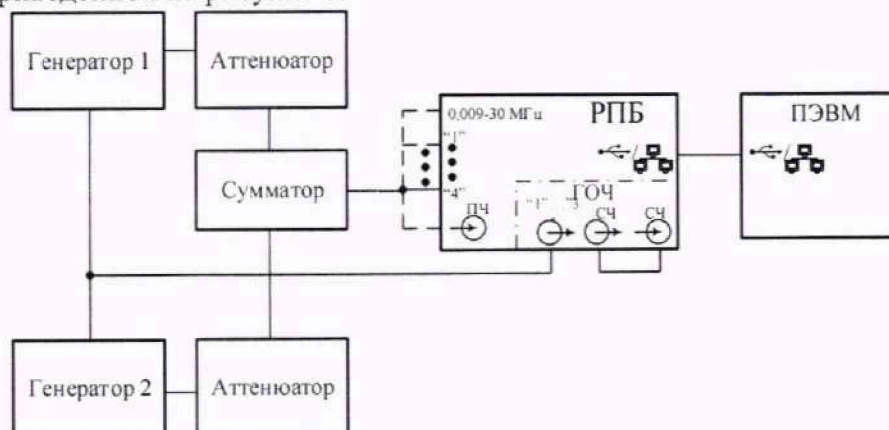 Генератор 1
Аттенюатор
Сумматор
0,009-30 МГц
РПБ
"1"
"4"
ПЧ
ГОЧ
"1"
"3
СЧ
СЧ
ПЭВМ
Генератор 2
Аттенюатор